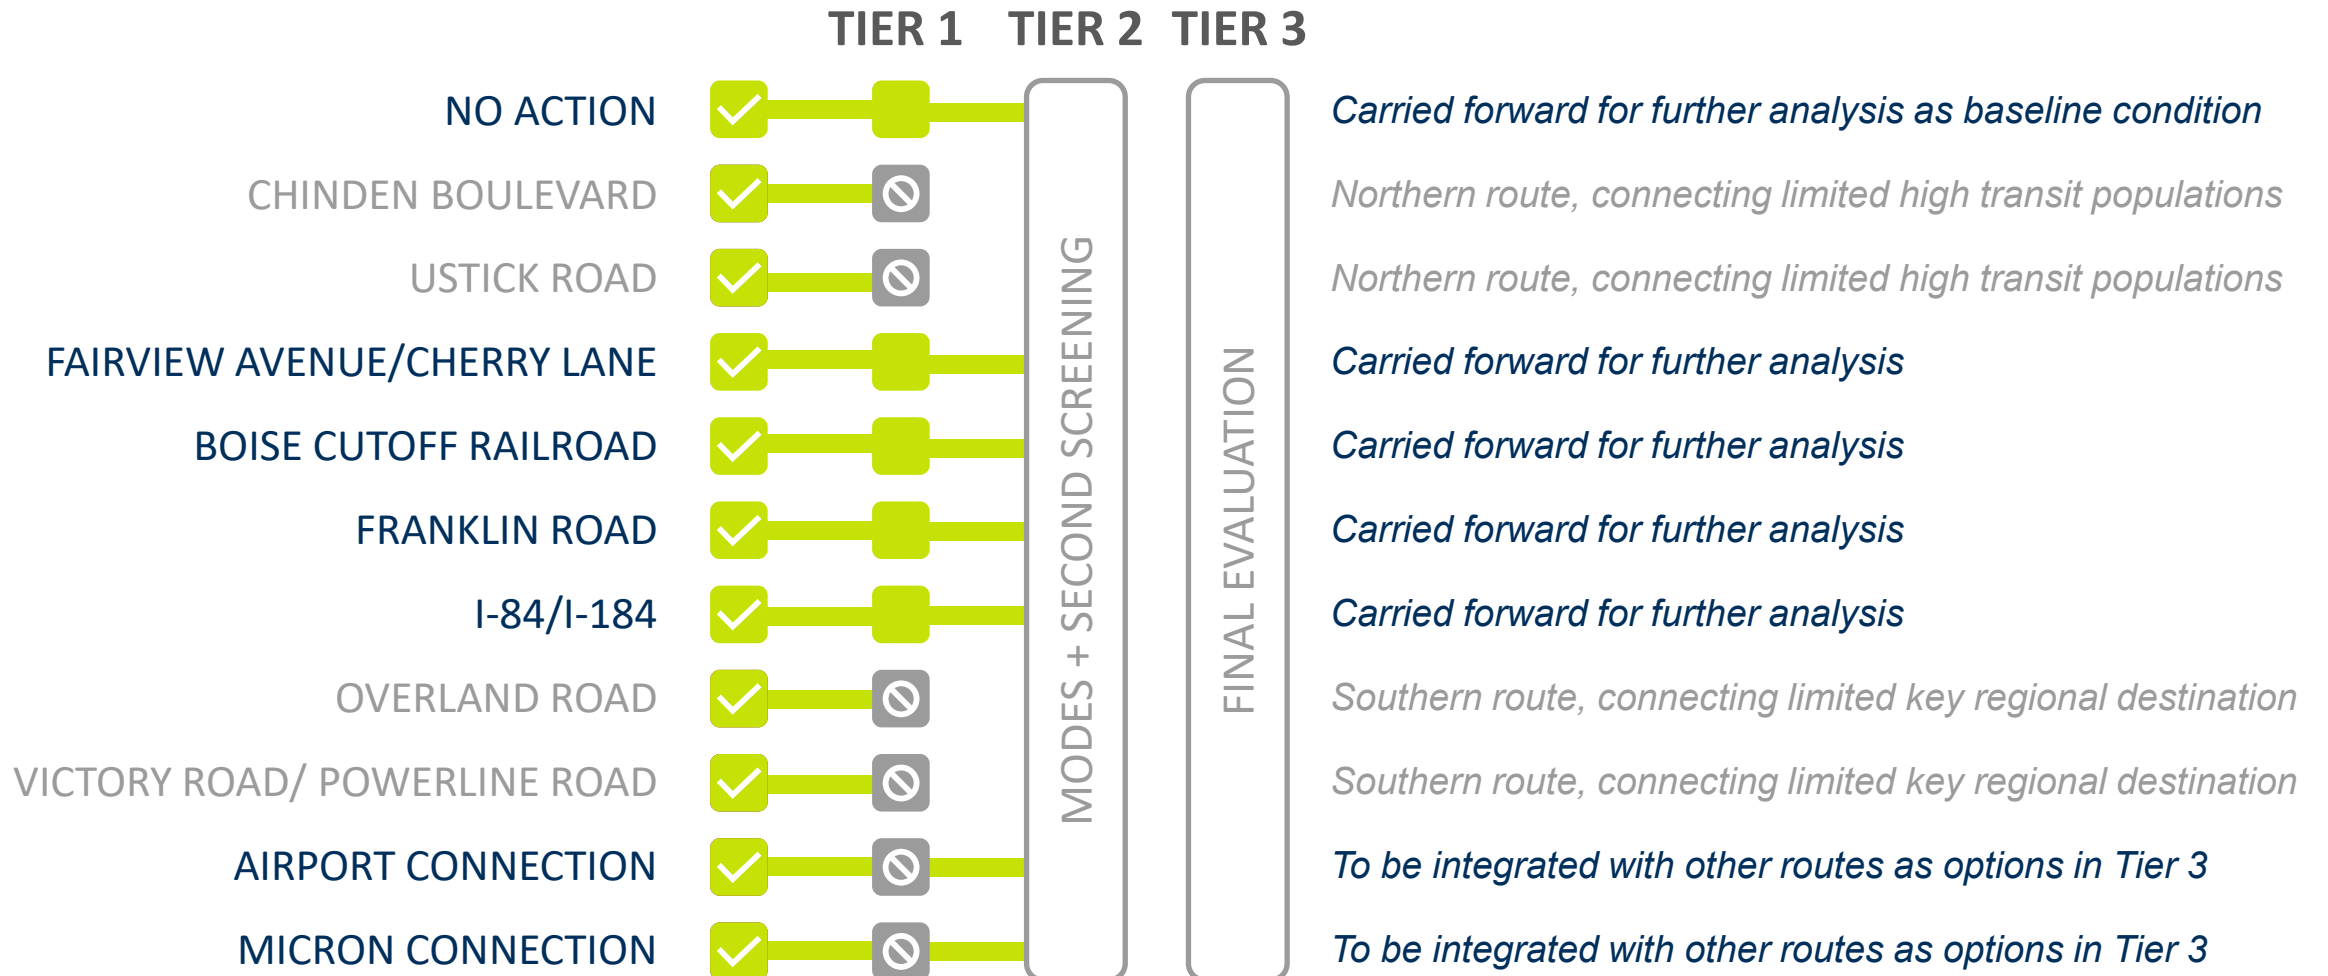 TIER 1 TIER 2 TIER 3
NO ACTION Carried forward for further analysis as baseline condition
CHINDEN BOULEVARD Northern route, connecting limited high transit populations
USTICK ROAD Northern route, connecting limited high transit populations
FAIRVIEW AVENUE/CHERRY LANE Carried forward for further analysis
BOISE CUTOFF RAILROAD Carried forward for further analysis
FRANKLIN ROAD Carried forward for further analysis
I-84/I-184 Carried forward for further analysis
OVERLAND ROAD Southern route, connecting limited key regional destination
VICTORY ROAD/ POWERLINE ROAD Southern route, connecting limited key regional destination
AIRPORT CONNECTION To be integrated with other routes as options in Tier 3
MICRON CONNECTION To be integrated with other routes as options in Tier 3
MODES + SECOND SCREENING
FINAL EVALUATION